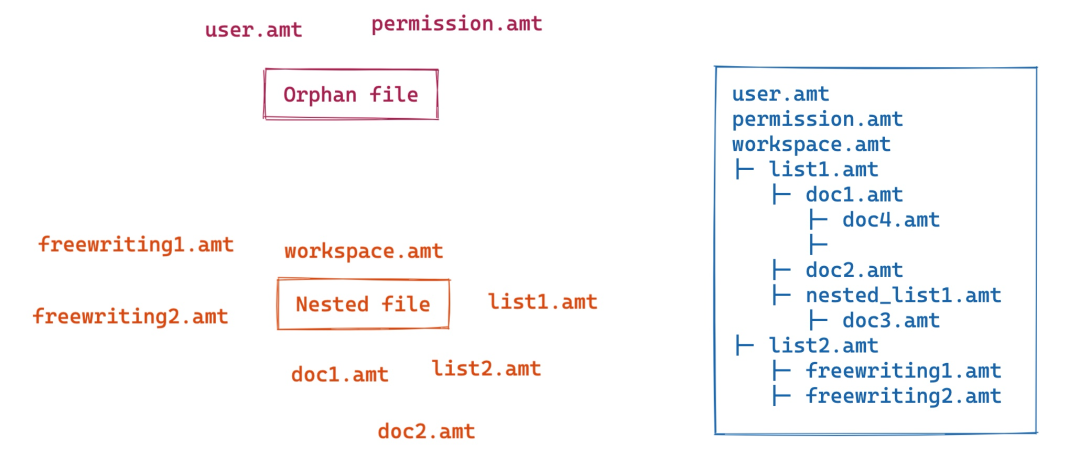 user.amt
permission.amt
Orphan file
freewriting1.amt
workspace.amt
Nested file
list1.amt
freewriting2.amt
doc1.amt
list2.amt
doc2.amt
user.amt
permission.amt
workspace.amt
├─ list1.amt
   ├─ doc1.amt
      ├─ doc4.amt
      ├─
   ├─ doc2.amt
   ├─ nested_list1.amt
      ├─ doc3.amt
├─ list2.amt
   ├─ freewriting1.amt
   ├─ freewriting2.amt